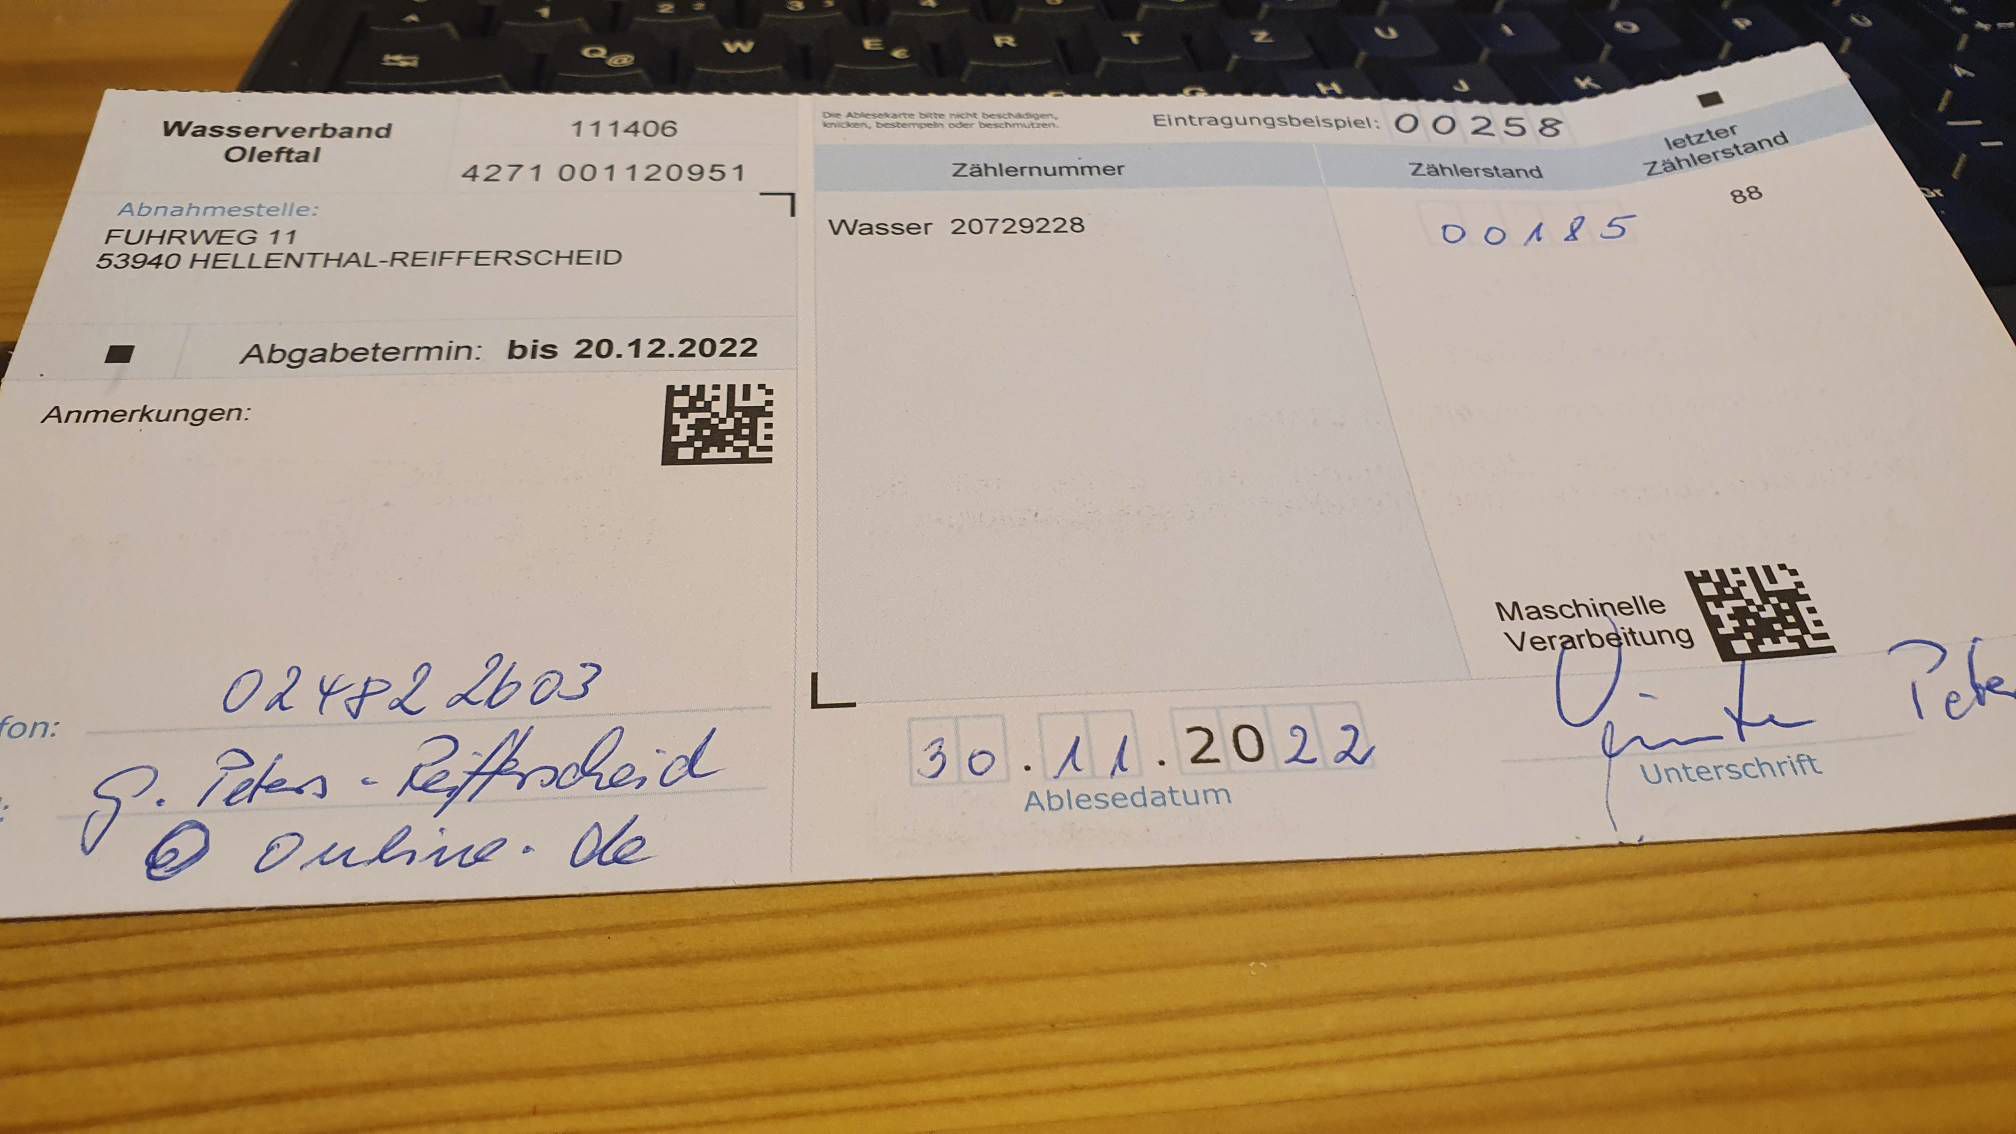 Wasserverband
Oleftal
111406
4271 001120951
Abnahmestelle:
FUHRWEG 11
53940 HELLENTHAL-REIFFERSCHEID
Abgabetermin: bis 20.12.2022
Anmerkungen:
02482 2603
fon:
G. Peters-Reifferscheid
@ online.de
Die Ablesekarte bitte nicht beschädigen,
knicken, bestempeln oder beschmutzen.
Eintragungsbeispiel: 00258
Zählernummer
Zählerstand
letzter
Zählerstand
Wasser 20729228
00185
88
Maschinelle
Verarbeitung
30.11.2022
Ablesedatum
Peter
Unterschrift
Q @ W E € R T Z U I O P Ü
G H J K